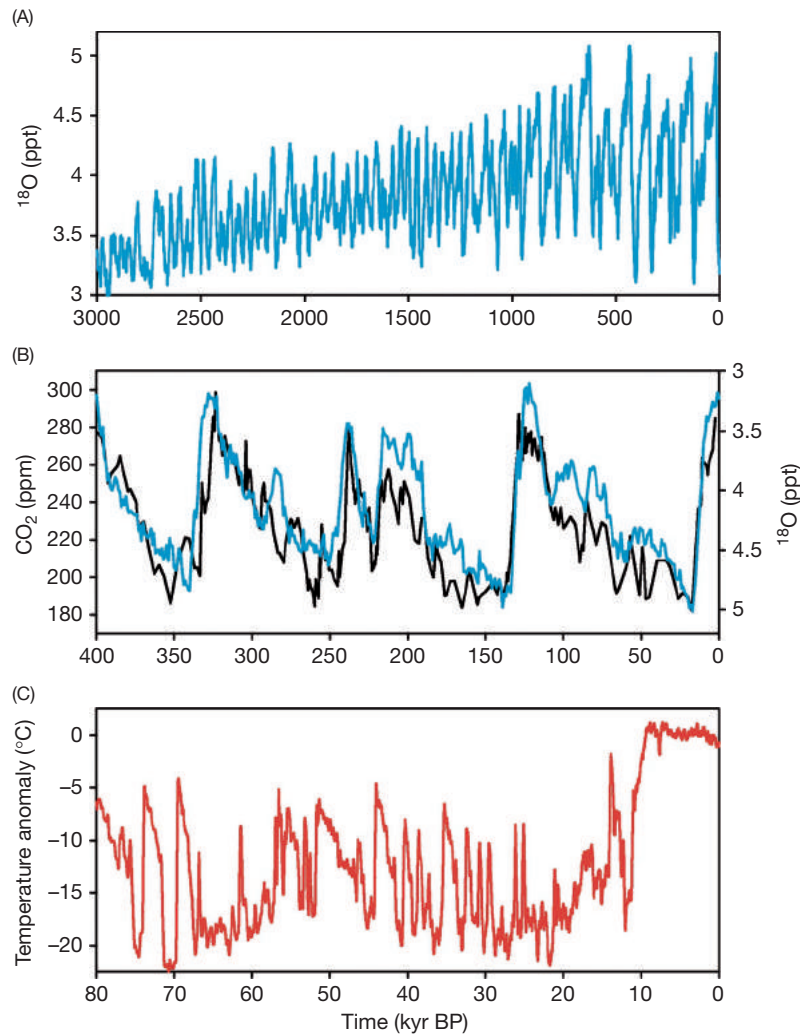 (A)
5
4.5
4
3.5
3
¹⁸O (ppt)
3000 2500 2000 1500 1000 500 0
(B)
300
280
260
240
220
200
180
CO₂ (ppm)
3
3.5
4
4.5
5
¹⁸O (ppt)
400 350 300 250 200 150 100 50 0
(C)
0
−5
−10
−15
−20
Temperature anomaly (°C)
80 70 60 50 40 30 20 10 0
Time (kyr BP)